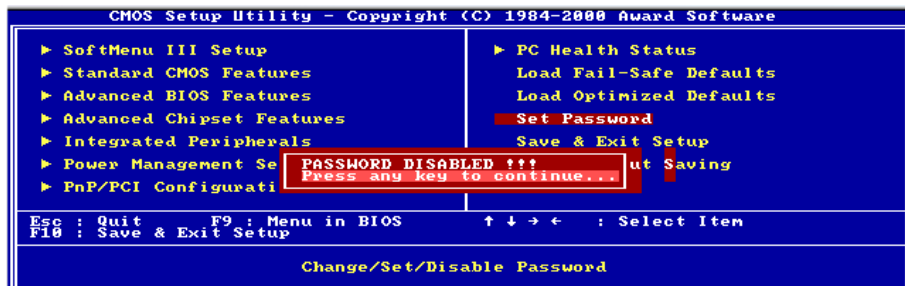 CMOS Setup Utility - Copyright (C) 1984-2000 Award Software
▶ SoftMenu III Setup
▶ Standard CMOS Features
▶ Advanced BIOS Features
▶ Advanced Chipset Features
▶ Integrated Peripherals
▶ Power Management Se
▶ PnP/PCI Configurati
▶ PC Health Status
Load Fail-Safe Defaults
Load Optimized Defaults
Set Password
Save & Exit Setup
ut Saving
PASSWORD DISABLED !!!
Press any key to continue...
Esc : Quit F9 : Menu in BIOS ↑ ↓ → ← : Select Item
F10 : Save & Exit Setup
Change/Set/Disable Password